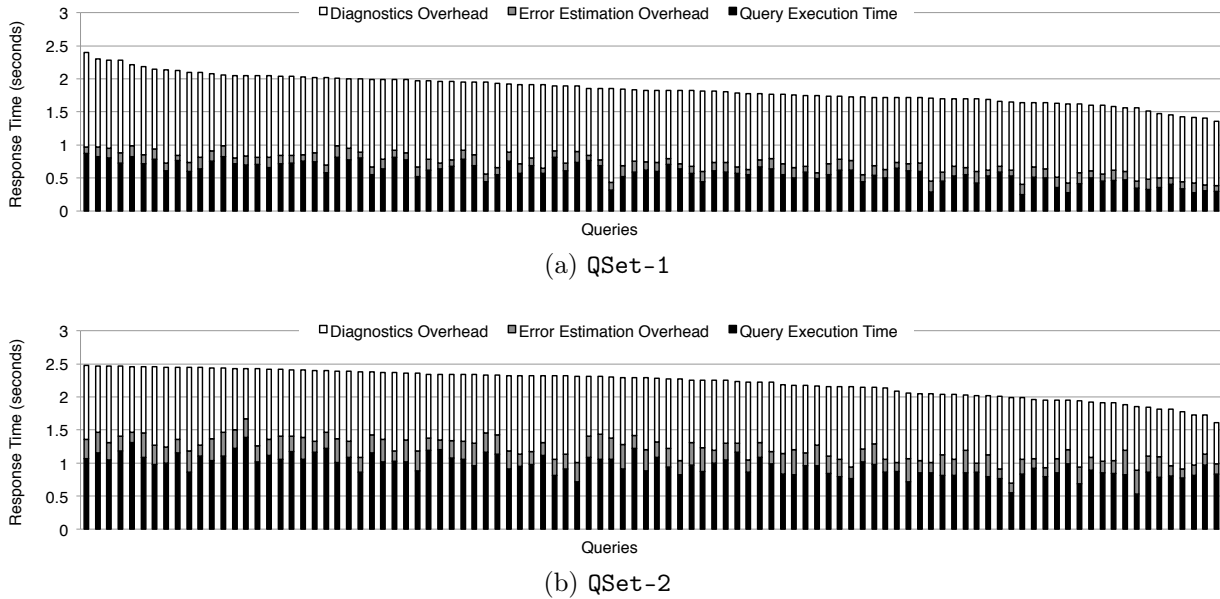 Diagnostics Overhead Error Estimation Overhead Query Execution Time
Response Time (seconds)
3
2.5
2
1.5
1
0.5
0
Queries
(a) QSet-1
Diagnostics Overhead Error Estimation Overhead Query Execution Time
Response Time (seconds)
3
2.5
2
1.5
1
0.5
0
Queries
(b) QSet-2